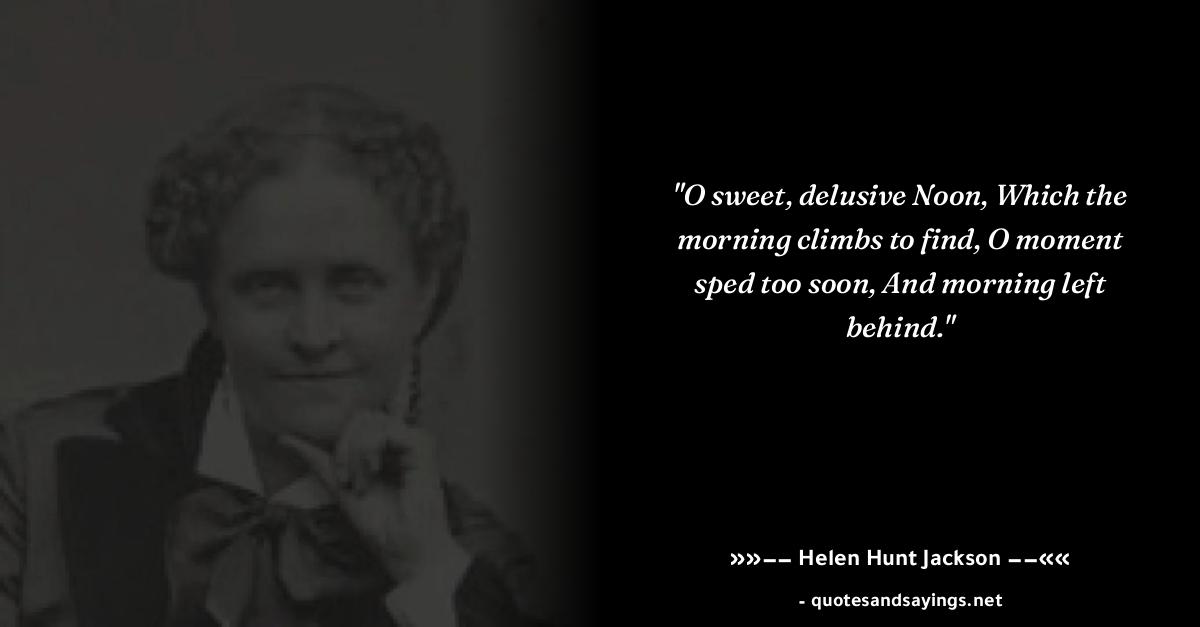 "O sweet, delusive Noon, Which the
morning climbs to find, O moment
sped too soon, And morning left
behind."
»»−− Helen Hunt Jackson −−««
- quotesandsayings.net